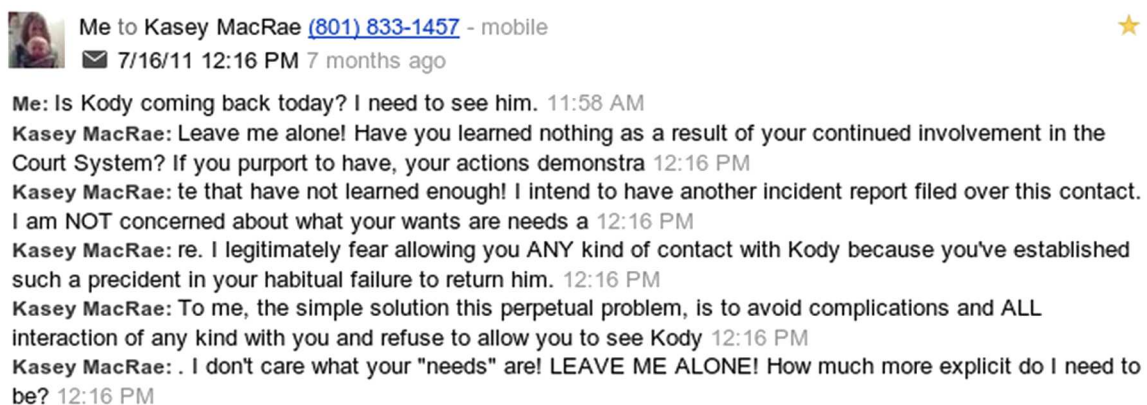 Me to Kasey MacRae (801) 833-1457 - mobile
7/16/11 12:16 PM 7 months ago
Me: Is Kody coming back today? I need to see him. 11:58 AM
Kasey MacRae: Leave me alone! Have you learned nothing as a result of your continued involvement in the
Court System? If you purport to have, your actions demonstra 12:16 PM
Kasey MacRae: te that have not learned enough! I intend to have another incident report filed over this contact.
I am NOT concerned about what your wants are needs a 12:16 PM
Kasey MacRae: re. I legitimately fear allowing you ANY kind of contact with Kody because you've established
such a precident in your habitual failure to return him. 12:16 PM
Kasey MacRae: To me, the simple solution this perpetual problem, is to avoid complications and ALL
interaction of any kind with you and refuse to allow you to see Kody 12:16 PM
Kasey MacRae: . I don't care what your "needs" are! LEAVE ME ALONE! How much more explicit do I need to
be? 12:16 PM